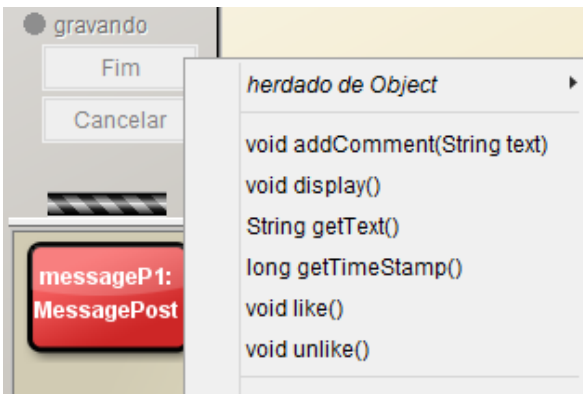 gravando
Fim
Cancelar
herdado de Object
void addComment(String text)
void display()
String getText()
long getTimeStamp()
void like()
void unlike()
messageP1:
MessagePost